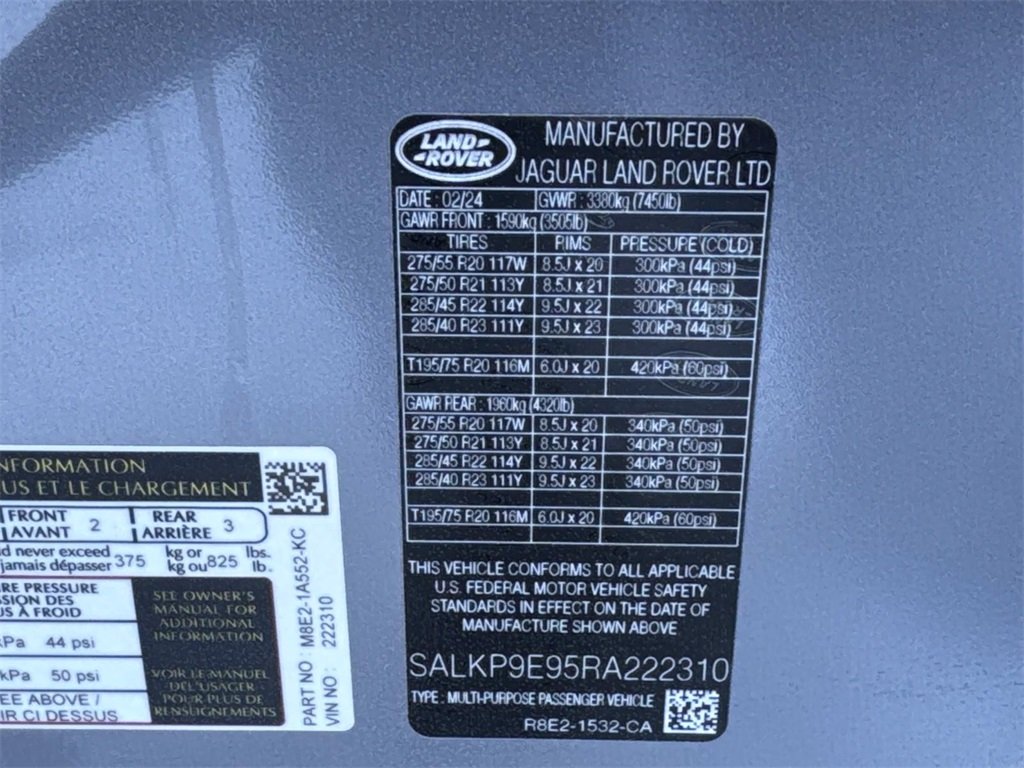 LAND-
-ROVER
MANUFACTURED BY
JAGUAR LAND ROVER LTD
DATE : 02/24 GVWR : 3380kg (7450lb)
GAWR FRONT : 1590kg (3505lb)
TIRES RIMS PRESSURE (COLD)
275/55 R20 117W 8.5J x 20 300kPa (44psi)
275/50 R21 113Y 8.5J x 21 300kPa (44psi)
285/45 R22 114Y 9.5J x 22 300kPa (44psi)
285/40 R23 111Y 9.5J x 23 300kPa (44psi)
T195/75 R20 116M 6.0J x 20 420kPa (60psi)
GAWR REAR : 1960kg (4320lb)
275/55 R20 117W 8.5J x 20 340kPa (50psi)
275/50 R21 113Y 8.5J x 21 340kPa (50psi)
285/45 R22 114Y 9.5J x 22 340kPa (50psi)
285/40 R23 111Y 9.5J x 23 340kPa (50psi)
T195/75 R20 116M 6.0J x 20 420kPa (60psi)
THIS VEHICLE CONFORMS TO ALL APPLICABLE
U.S. FEDERAL MOTOR VEHICLE SAFETY
STANDARDS IN EFFECT ON THE DATE OF
MANUFACTURE SHOWN ABOVE
SALKP9E95RA222310
TYPE : MULTI-PURPOSE PASSENGER VEHICLE
R8E2-1532-CA
NFORMATION
US ET LE CHARGEMENT
FRONT 2 REAR 3
AVANT ARRIÈRE
d never exceed 375 kg or 825 lbs.
jamais dépasser kg ou lb.
IRE PRESSURE
SSION DES
US À FROID
kPa 44 psi
kPa 50 psi
EE ABOVE /
IR CI DESSUS
SEE OWNER'S
MANUAL FOR
ADDITIONAL
INFORMATION
VOIR LE MANUEL
DE L'USAGER
POUR PLUS DE
RENSEIGNEMENTS
PART NO : M8E2-1A552-KC
VIN NO : 222310